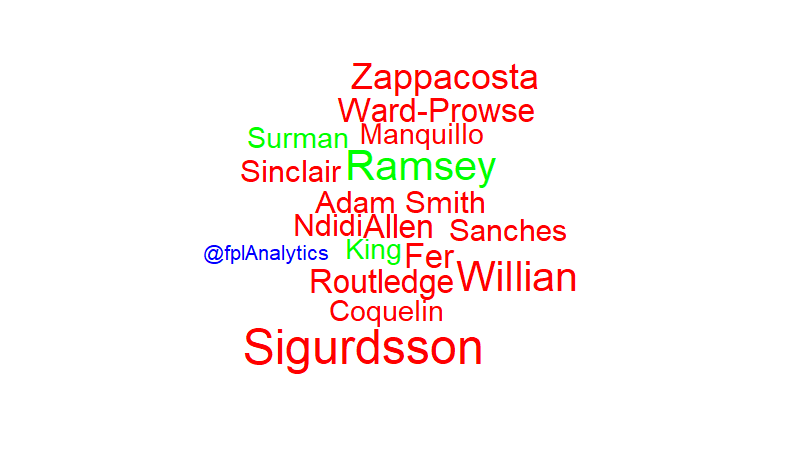 Zappacosta
Ward-Prowse
Surman Manquillo
Sinclair Ramsey
Adam Smith
Ndidi Allen Sanches
@fplAnalytics King Fer
Routledge Willian
Coquelin
Sigurdsson